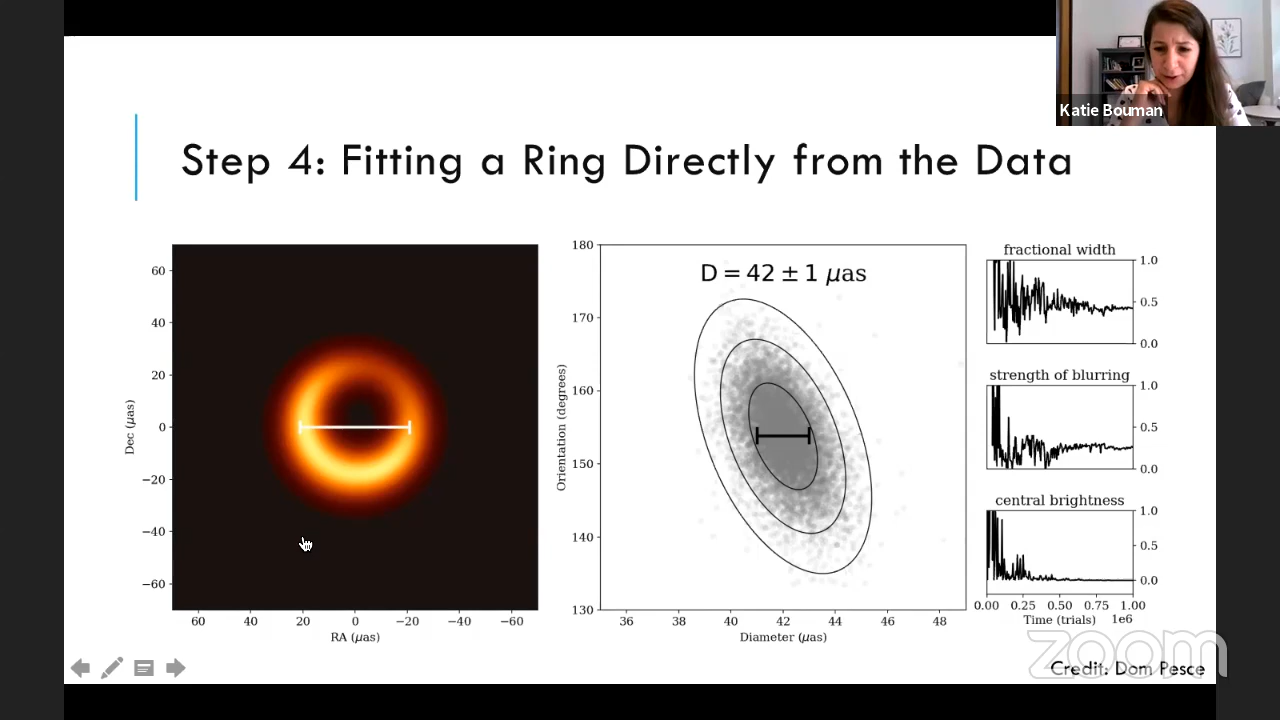 Katie Bouman
Step 4: Fitting a Ring Directly from the Data
60
40
20
0
−20
−40
−60
Dec (μas)
60 40 20 0 −20 −40 −60
RA (μas)
D = 42 ± 1 μas
180
170
160
150
140
130
Orientation (degrees)
36 38 40 42 44 46 48
Diameter (μas)
fractional width
1.0
0.5
0.0
strength of blurring
1.0
0.5
0.0
central brightness
1.0
0.5
0.0
0.00 0.25 0.50 0.75 1.00
Time (trials) 1e6
zoom
Credit: Dom Pesce